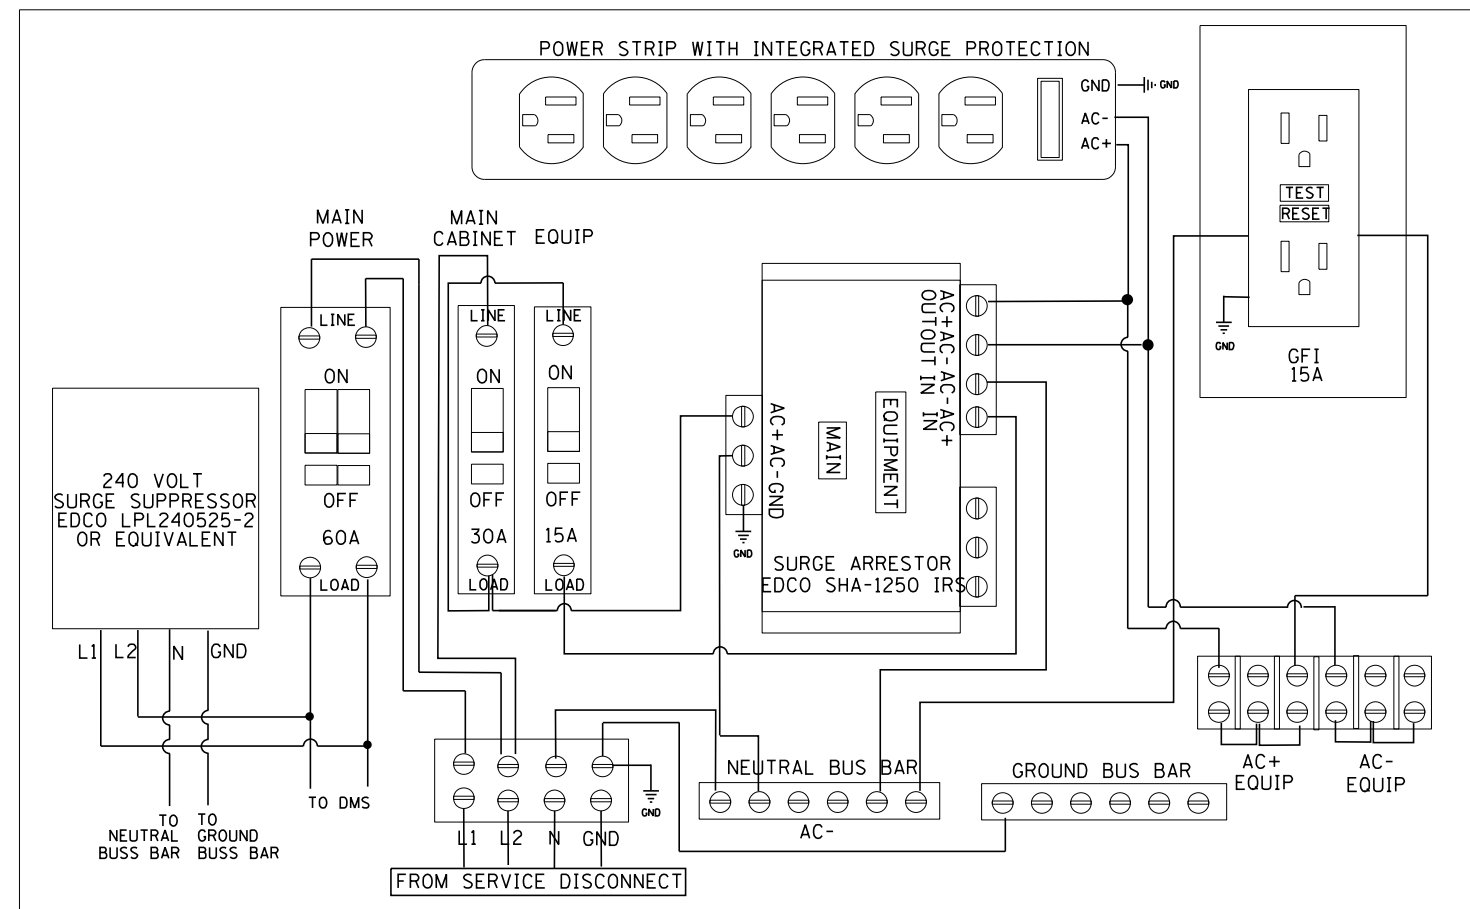 POWER STRIP WITH INTEGRATED SURGE PROTECTION
GND
GND
AC-
AC+
TEST
RESET
GND
GFI
15A
MAIN
POWER
LINE
ON
OFF
60A
LOAD
MAIN
CABINET
LINE
ON
OFF
30A
LOAD
EQUIP
LINE
ON
OFF
15A
LOAD
AC+AC-GND
GND
MAIN
EQUIPMENT
AC+AC-AC-AC+
OUTOUT IN IN
SURGE ARRESTOR
EDCO SHA-1250 IRS
240 VOLT
SURGE SUPPRESSOR
EDCO LPL240525-2
OR EQUIVALENT
L1
L2
N
GND
TO DMS
TO
NEUTRAL
BUSS BAR
TO
GROUND
BUSS BAR
GND
L1
L2
N
GND
FROM SERVICE DISCONNECT
NEUTRAL BUS BAR
AC-
GROUND BUS BAR
AC+
EQUIP
AC-
EQUIP